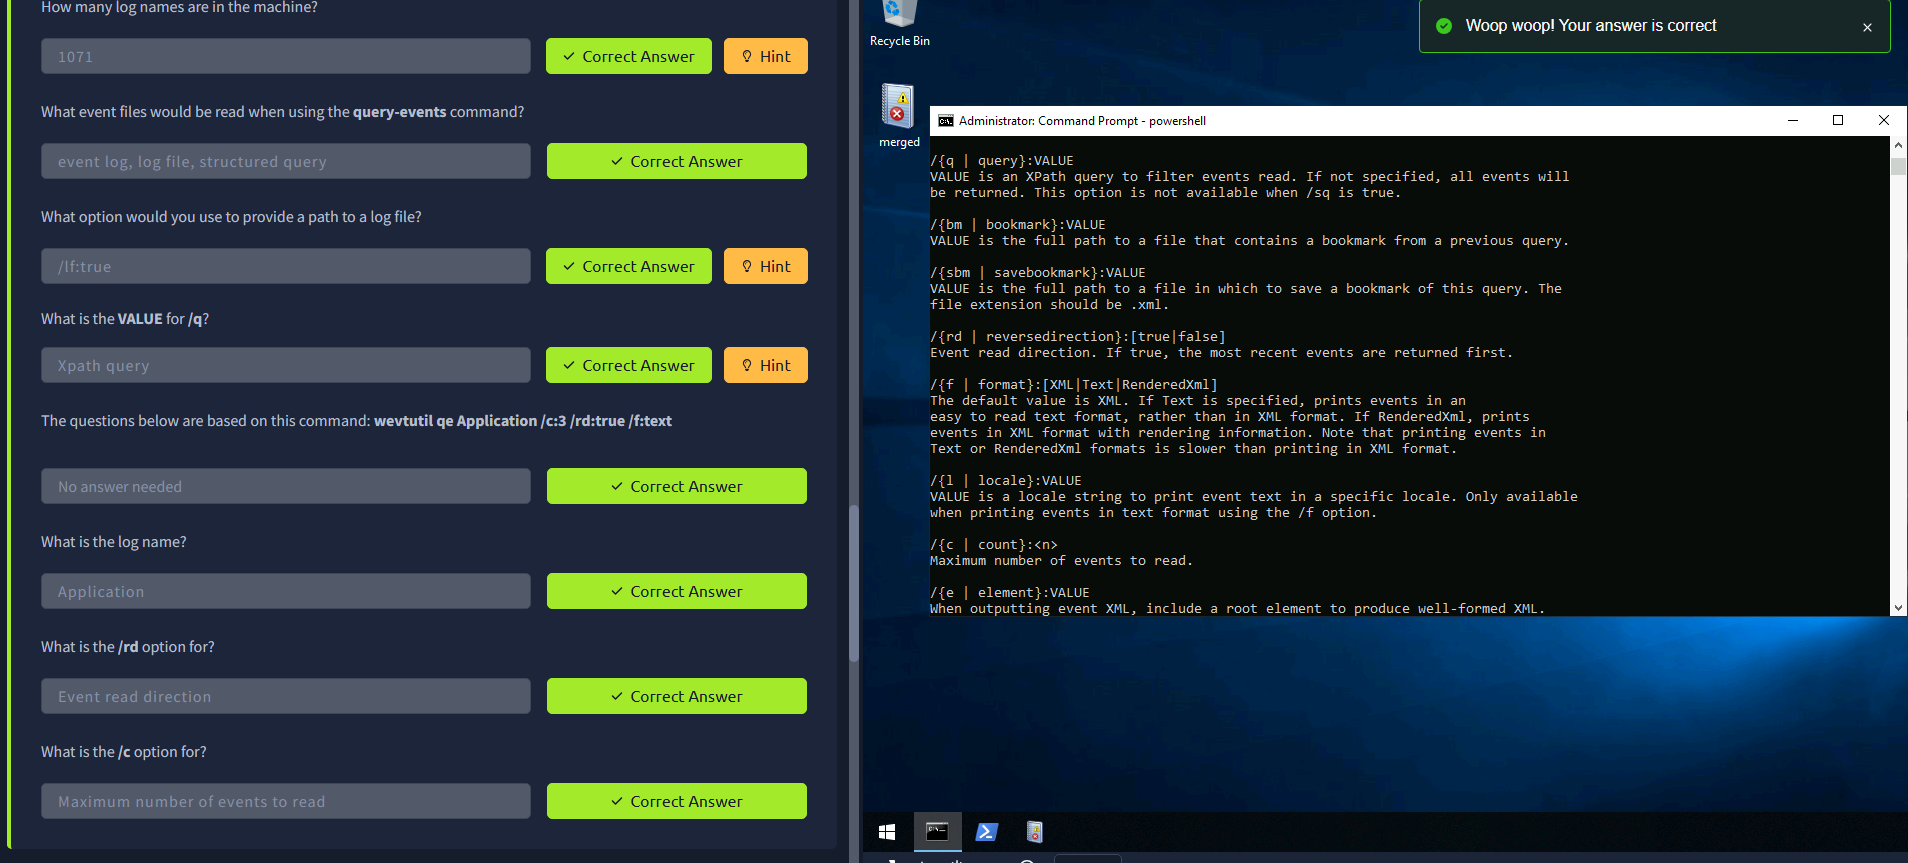 How many log names are in the machine?
1071
Correct Answer
Hint
What event files would be read when using the query-events command?
event log, log file, structured query
Correct Answer
What option would you use to provide a path to a log file?
/lf:true
Correct Answer
Hint
What is the VALUE for /q?
Xpath query
Correct Answer
Hint
The questions below are based on this command: wevtutil qe Application /c:3 /rd:true /f:text
No answer needed
Correct Answer
What is the log name?
Application
Correct Answer
What is the /rd option for?
Event read direction
Correct Answer
What is the /c option for?
Maximum number of events to read
Correct Answer
Recycle Bin
merged
Woop woop! Your answer is correct
Administrator: Command Prompt - powershell
/{q | query}:VALUE
VALUE is an XPath query to filter events read. If not specified, all events will
be returned. This option is not available when /sq is true.
/{bm | bookmark}:VALUE
VALUE is the full path to a file that contains a bookmark from a previous query.
/{sbm | savebookmark}:VALUE
VALUE is the full path to a file in which to save a bookmark of this query. The
file extension should be .xml.
/{rd | reversedirection}:[true|false]
Event read direction. If true, the most recent events are returned first.
/{f | format}:[XML|Text|RenderedXml]
The default value is XML. If Text is specified, prints events in an
easy to read text format, rather than in XML format. If RenderedXml, prints
events in XML format with rendering information. Note that printing events in
Text or RenderedXml formats is slower than printing in XML format.
/{l | locale}:VALUE
VALUE is a locale string to print event text in a specific locale. Only available
when printing events in text format using the /f option.
/{c | count}:<n>
Maximum number of events to read.
/{e | element}:VALUE
When outputting event XML, include a root element to produce well-formed XML.